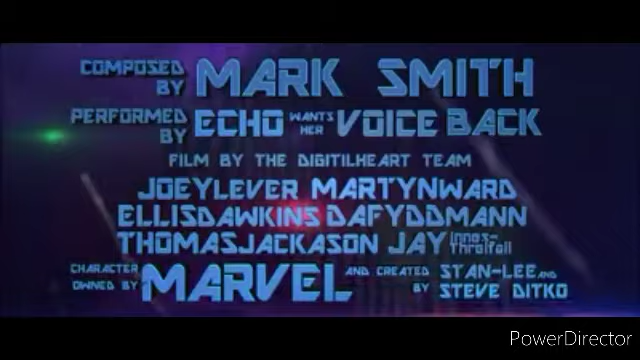 COMPOSED BY MARK SMITH
PERFORMED BY ECHO WANTS HER VOICE BACK
FILM BY THE DIGITILHEART TEAM
JOEYLEVER MARTYNWARD
ELLISDAWKINS DAFYDDMANN
THOMASJACKASON JAY Innes-Thralfall
CHARACTER OWNED BY MARVEL AND CREATED BY STAN-LEE AND STEVE DITKO
PowerDirector